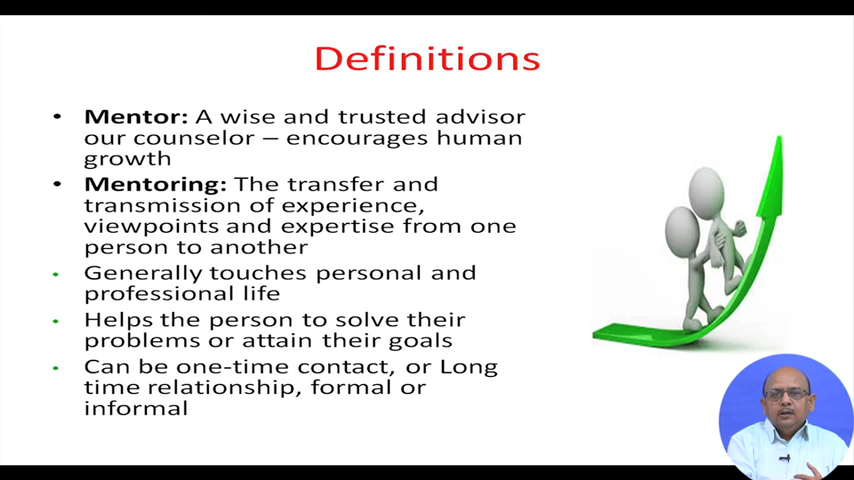 Definitions
• Mentor: A wise and trusted advisor
our counselor – encourages human
growth
• Mentoring: The transfer and
transmission of experience,
viewpoints and expertise from one
person to another
• Generally touches personal and
professional life
• Helps the person to solve their
problems or attain their goals
• Can be one-time contact, or Long
time relationship, formal or
informal